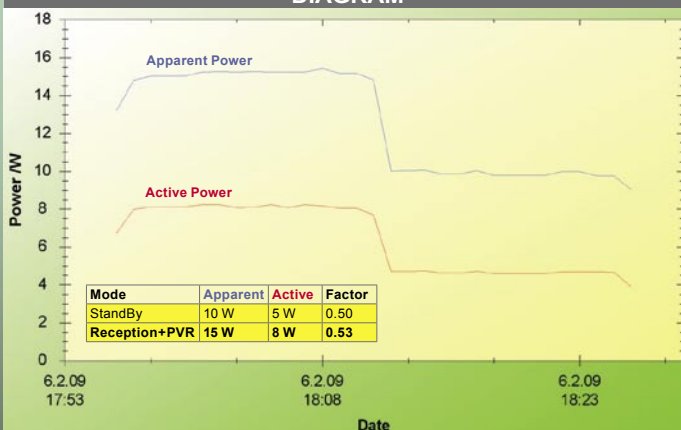 DIAGRAM
18
16
14
12
10
8
6
4
2
0
Power /W
Apparent Power
Active Power
Mode Apparent Active Factor
StandBy 10 W 5 W 0.50
Reception+PVR 15 W 8 W 0.53
6.2.09 6.2.09 6.2.09
17:53 18:08 18:23
Date